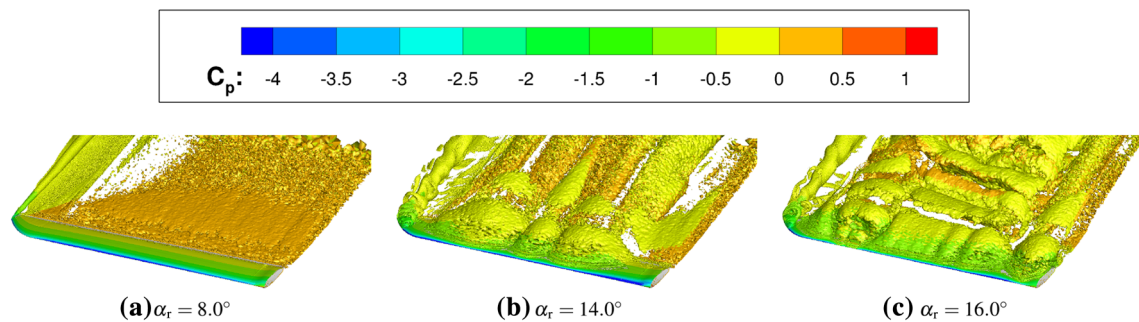 C_p: -4 -3.5 -3 -2.5 -2 -1.5 -1 -0.5 0 0.5 1
(a) α_r = 8.0° (b) α_r = 14.0° (c) α_r = 16.0°